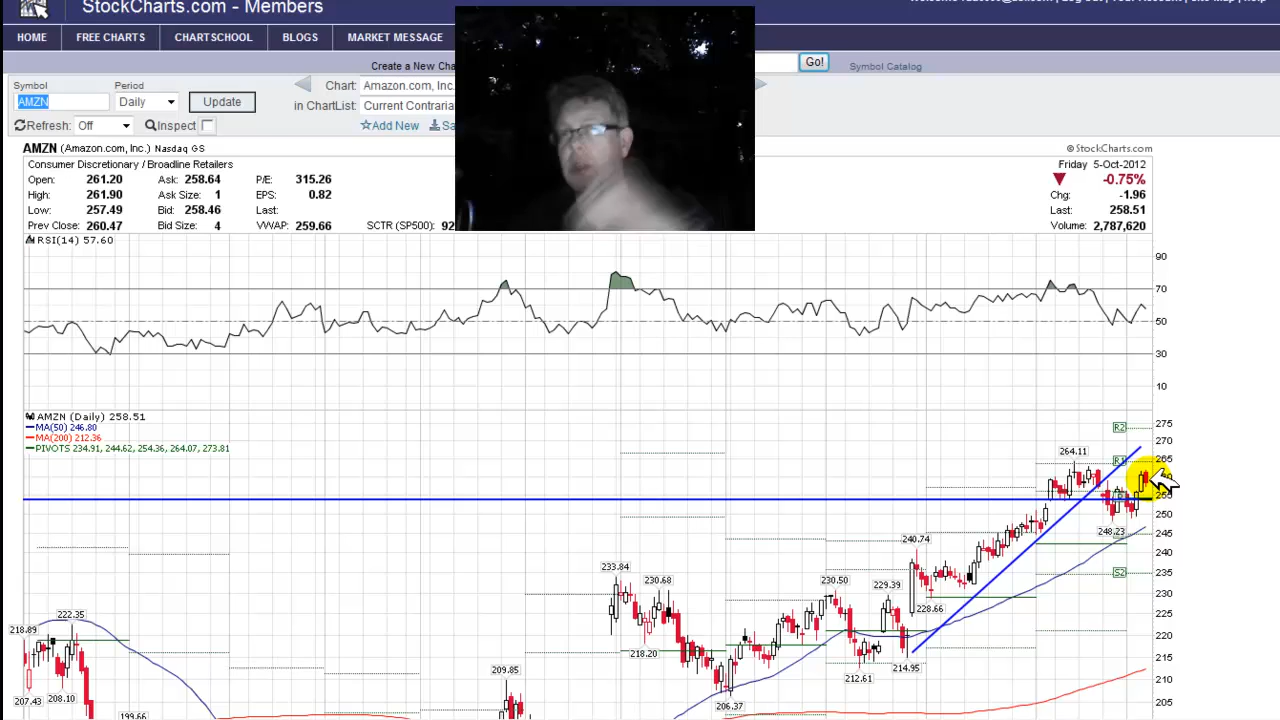 StockCharts.com - Members
Log Out
HOME FREE CHARTS CHARTSCHOOL BLOGS MARKET MESSAGE
Create a New Cha Go! Symbol Catalog
Symbol Period Chart: Amazon.com, Inc.
AMZN Daily Update in ChartList: Current Contraria
Refresh: Off Inspect Add New Sa
AMZN (Amazon.com, Inc.) Nasdaq GS © StockCharts.com
Consumer Discretionary / Broadline Retailers Friday 5-Oct-2012
Open: 261.20 Ask: 258.64 P/E: 315.26 -0.75%
High: 261.90 Ask Size: 1 EPS: 0.82 Chg: -1.96
Low: 257.49 Bid: 258.46 Last: Last: 258.51
Prev Close: 260.47 Bid Size: 4 VWAP: 259.66 SCTR (SP500): 92 Volume: 2,787,620
RSI(14) 57.60
90
70
50
30
10
AMZN (Daily) 258.51
MA(50) 246.80
MA(200) 212.36
PIVOTS 234.91, 244.62, 254.36, 264.07, 273.81
R2 275
270
264.11
R1 265
255
250
248.23 245
240.74 240
233.84 230.68 230.50 229.39 S2 235
230
228.66 225
222.35
218.89 220
218.20 215
212.61 214.95
209.85 210
207.43 208.10 206.37 205
199.66